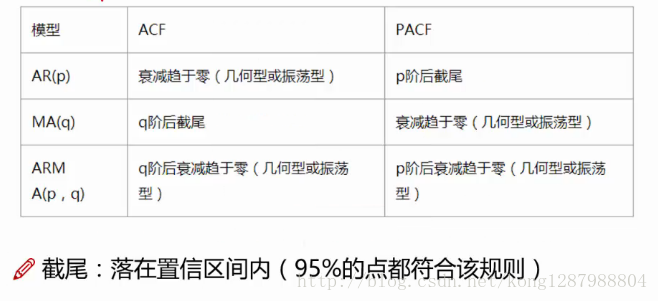 模型 ACF PACF
AR(p) 衰减趋于零（几何型或振荡型） p阶后截尾
MA(q) q阶后截尾 衰减趋于零（几何型或振荡型）
ARM q阶后衰减趋于零（几何型或振荡 p阶后衰减趋于零（几何型或振荡
A(p，q) 型） 型）
截尾：落在置信区间内（95%的点都符合该规则）
http://blog.csdn.net/kong1287988804